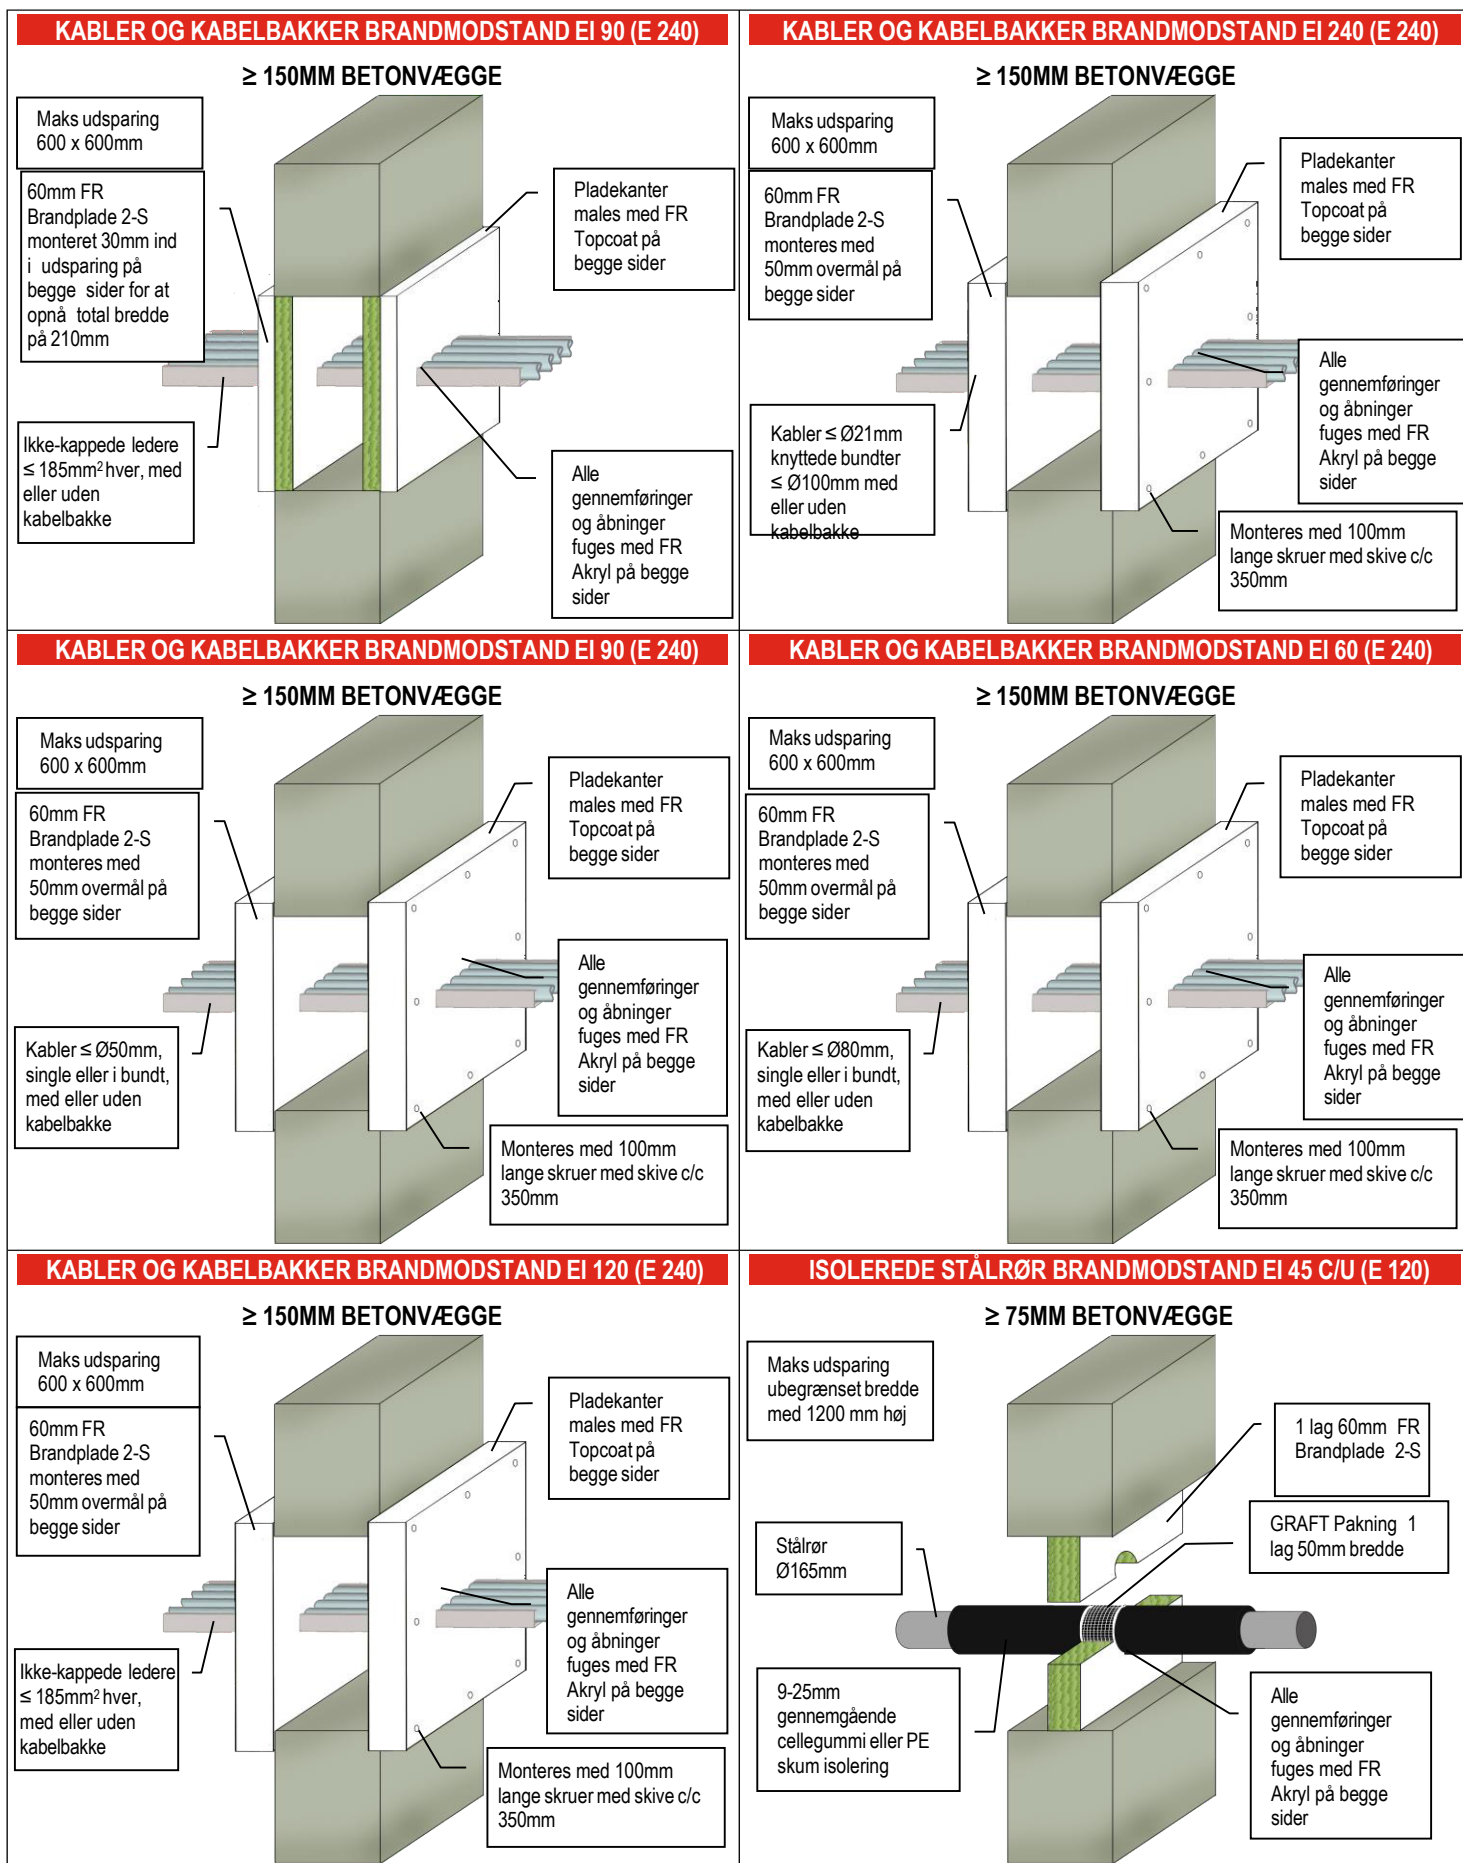 KABLER OG KABELBAKKER BRANDMODSTAND EI 90 (E 240)
≥ 150MM BETONVÆGGE
Maks udsparing
600 x 600mm
60mm FR
Brandplade 2-S
monteret 30mm ind
i udsparing på
begge sider for at
opnå total bredde
på 210mm
Pladekanter
males med FR
Topcoat på
begge sider
Ikke-kappede ledere
≤ 185mm² hver, med
eller uden
kabelbakke
Alle
gennemføringer
og åbninger
fuges med FR
Akryl på begge
sider
KABLER OG KABELBAKKER BRANDMODSTAND EI 240 (E 240)
≥ 150MM BETONVÆGGE
Maks udsparing
600 x 600mm
60mm FR
Brandplade 2-S
monteres med
50mm overmål på
begge sider
Pladekanter
males med FR
Topcoat på
begge sider
Kabler ≤ Ø21mm
knyttede bundter
≤ Ø100mm med
eller uden
kabelbakke
Alle
gennemføringer
og åbninger
fuges med FR
Akryl på begge
sider
Monteres med 100mm
lange skruer med skive c/c
350mm
KABLER OG KABELBAKKER BRANDMODSTAND EI 90 (E 240)
≥ 150MM BETONVÆGGE
Maks udsparing
600 x 600mm
60mm FR
Brandplade 2-S
monteres med
50mm overmål på
begge sider
Pladekanter
males med FR
Topcoat på
begge sider
Kabler ≤ Ø50mm,
single eller i bundt,
med eller uden
kabelbakke
Alle
gennemføringer
og åbninger
fuges med FR
Akryl på begge
sider
Monteres med 100mm
lange skruer med skive c/c
350mm
KABLER OG KABELBAKKER BRANDMODSTAND EI 60 (E 240)
≥ 150MM BETONVÆGGE
Maks udsparing
600 x 600mm
60mm FR
Brandplade 2-S
monteres med
50mm overmål på
begge sider
Pladekanter
males med FR
Topcoat på
begge sider
Kabler ≤ Ø80mm,
single eller i bundt,
med eller uden
kabelbakke
Alle
gennemføringer
og åbninger
fuges med FR
Akryl på begge
sider
Monteres med 100mm
lange skruer med skive c/c
350mm
KABLER OG KABELBAKKER BRANDMODSTAND EI 120 (E 240)
≥ 150MM BETONVÆGGE
Maks udsparing
600 x 600mm
60mm FR
Brandplade 2-S
monteres med
50mm overmål på
begge sider
Pladekanter
males med FR
Topcoat på
begge sider
Ikke-kappede ledere
≤ 185mm² hver,
med eller uden
kabelbakke
Alle
gennemføringer
og åbninger
fuges med FR
Akryl på begge
sider
Monteres med 100mm
lange skruer med skive c/c
350mm
ISOLEREDE STÅLRØR BRANDMODSTAND EI 45 C/U (E 120)
≥ 75MM BETONVÆGGE
Maks udsparing
ubegrænset bredde
med 1200 mm høj
1 lag 60mm FR
Brandplade 2-S
GRAFT Pakning 1
lag 50mm bredde
Stålrør
Ø165mm
9-25mm
gennemgående
cellegummi eller PE
skum isolering
Alle
gennemføringer
og åbninger
fuges med FR
Akryl på begge
sider